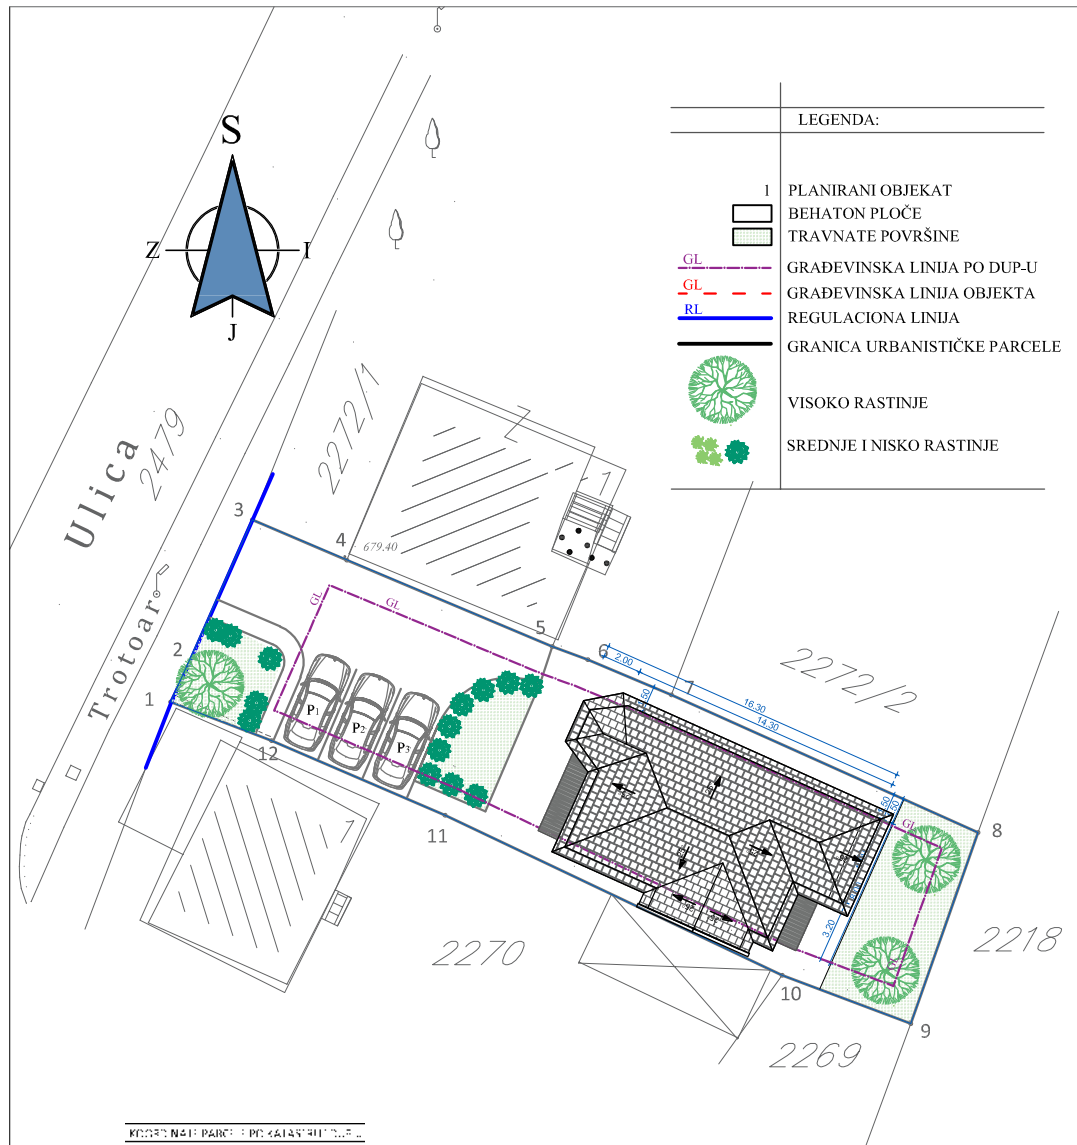 S
Z
I
J
LEGENDA:
1 PLANIRANI OBJEKAT
BEHATON PLOČE
TRAVNATE POVRŠINE
GL GRAĐEVINSKA LINIJA PO DUP-U
GL GRAĐEVINSKA LINIJA OBJEKTA
RL REGULACIONA LINIJA
GRANICA URBANISTIČKE PARCELE
VISOKO RASTINJE
SREDNJE I NISKO RASTINJE
Ulica
2479
2272/1
Trotoar
3
4
679.40
1
5
6
7
2272/2
2.00
16.30
14.30
GL
GL
2
1
12
P1
P2
P3
11
1
GL
8
3.20
2270
10
9
2218
2269